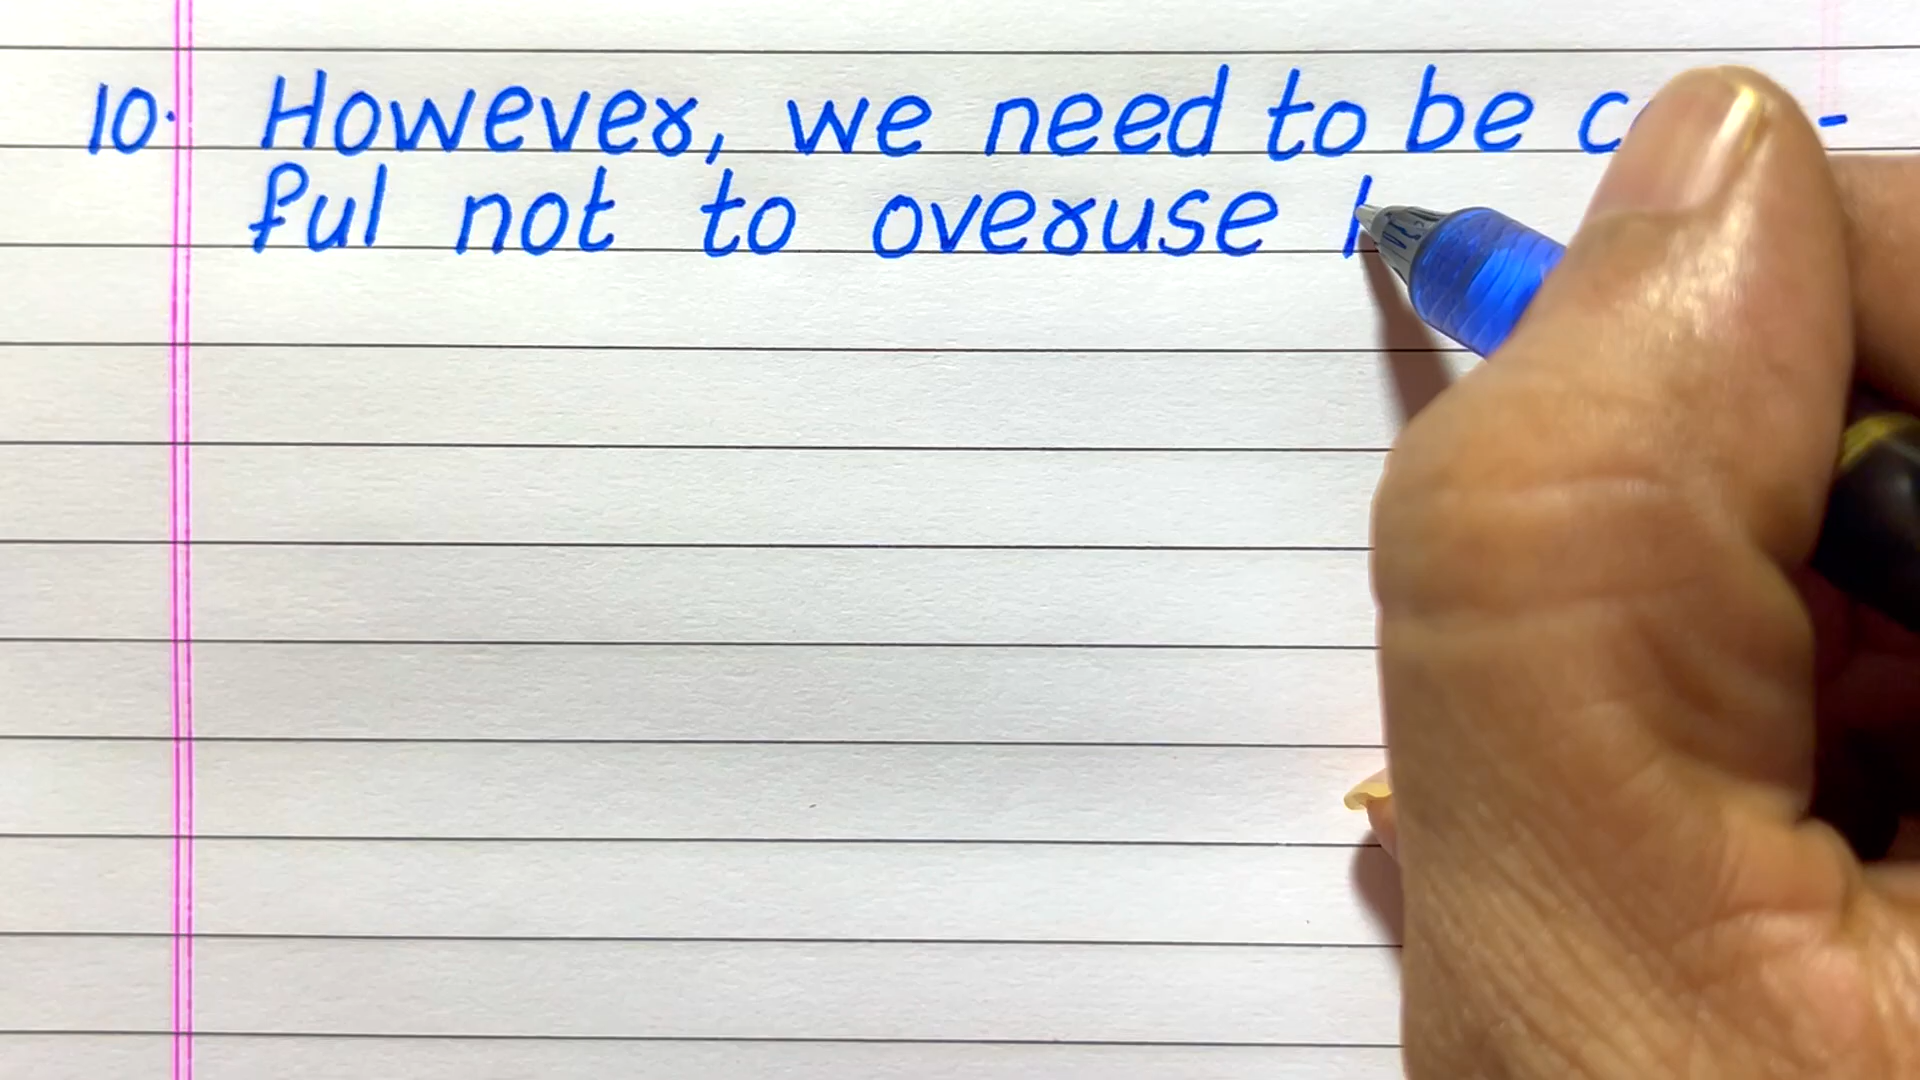 10. However, we need to be
ful not to overuse